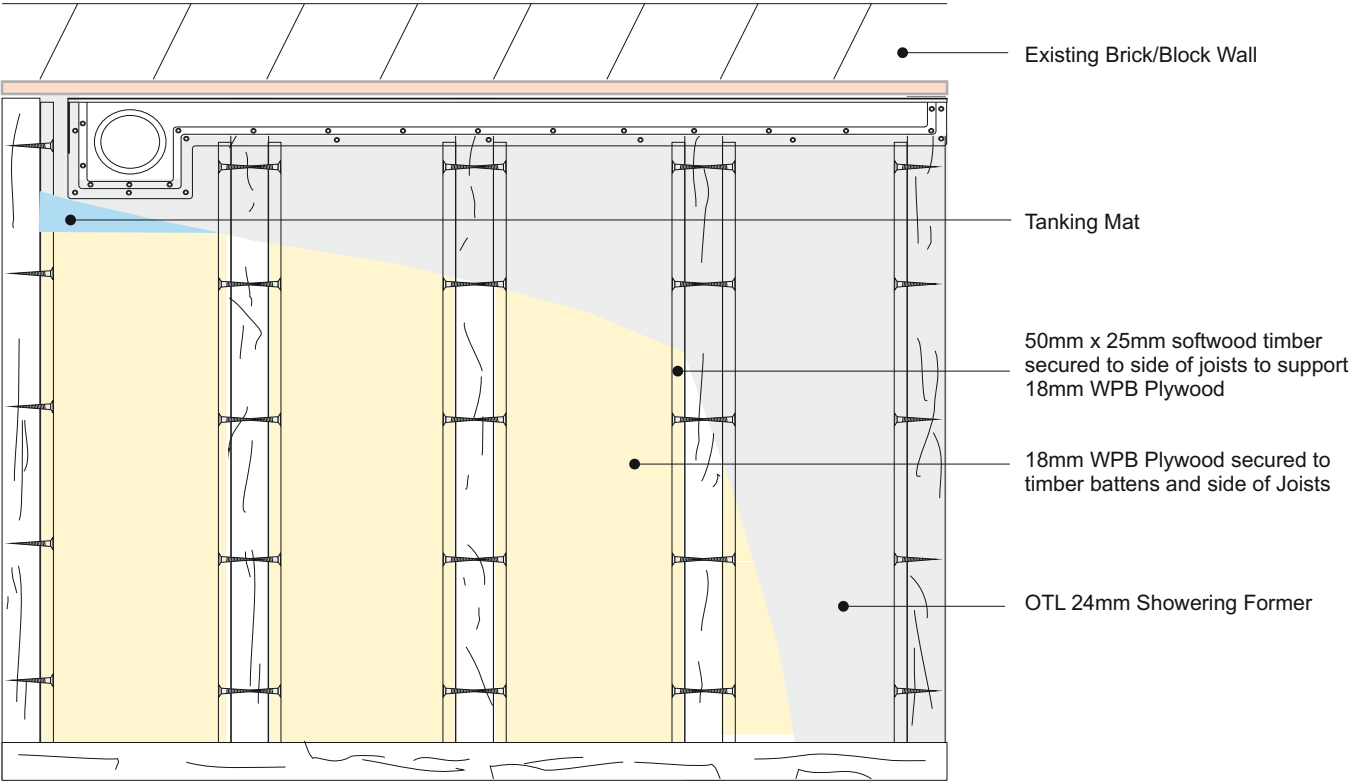 Existing Brick/Block Wall
Tanking Mat
50mm x 25mm softwood timber
secured to side of joists to support
18mm WPB Plywood
18mm WPB Plywood secured to
timber battens and side of Joists
OTL 24mm Showering Former